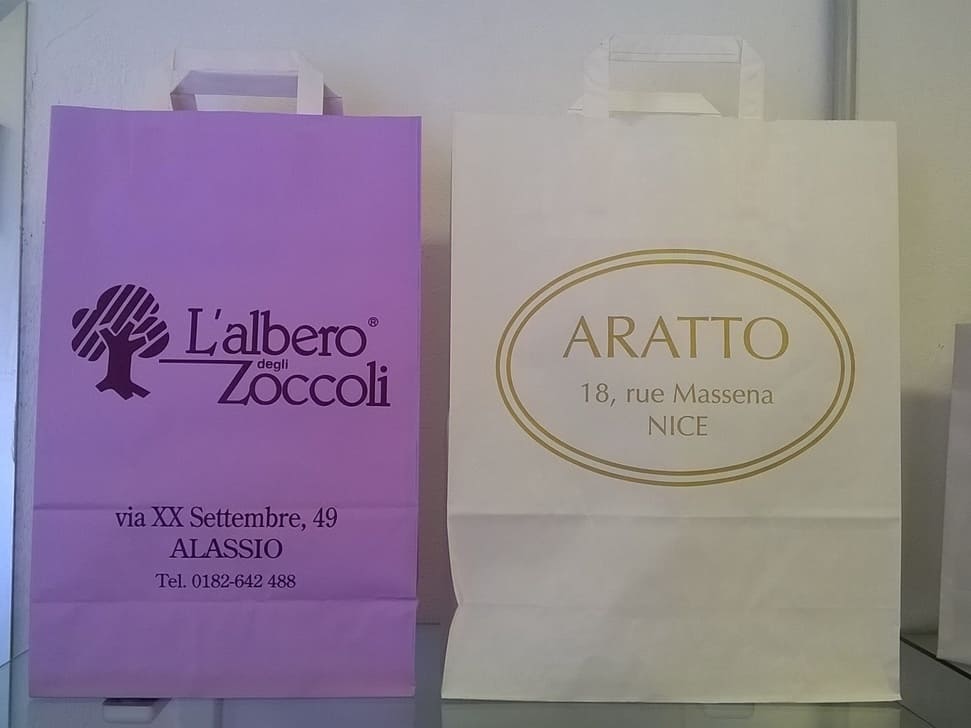 L'albero®
degli
Zoccoli
via XX Settembre, 49
ALASSIO
Tel. 0182-642 488
ARATTO
18, rue Massena
NICE